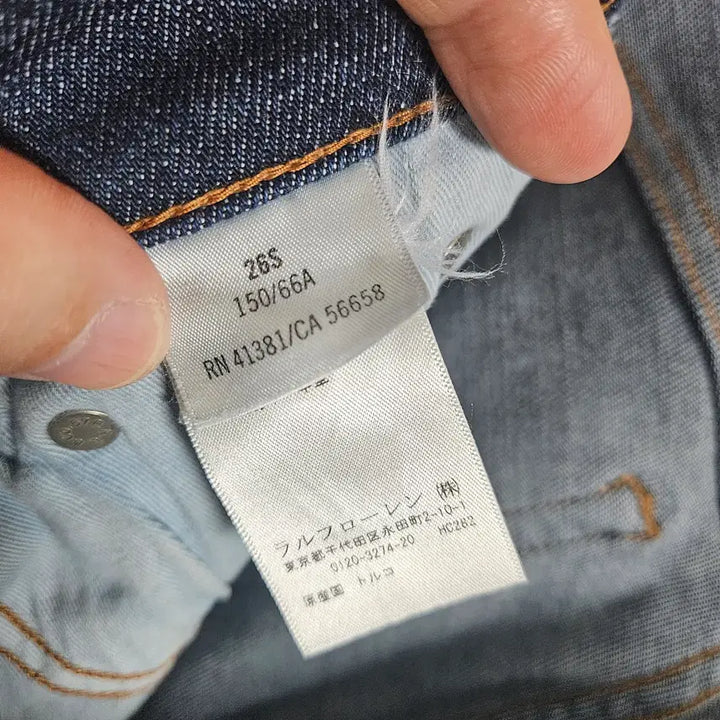 26S
150/66A
RN 41381/CA 56658
ラルフローレン (株)
東京都千代田区永田町2-10-1
0120-3274-20 HC282
原産国 トルコ